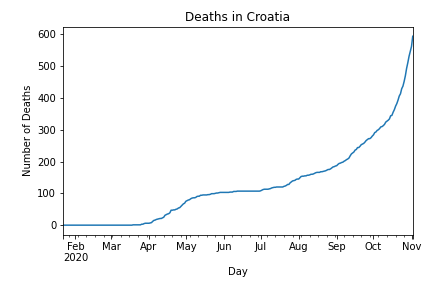 Deaths in Croatia
Number of Deaths
600
500
400
300
200
100
0
Feb Mar Apr May Jun Jul Aug Sep Oct Nov
2020
Day